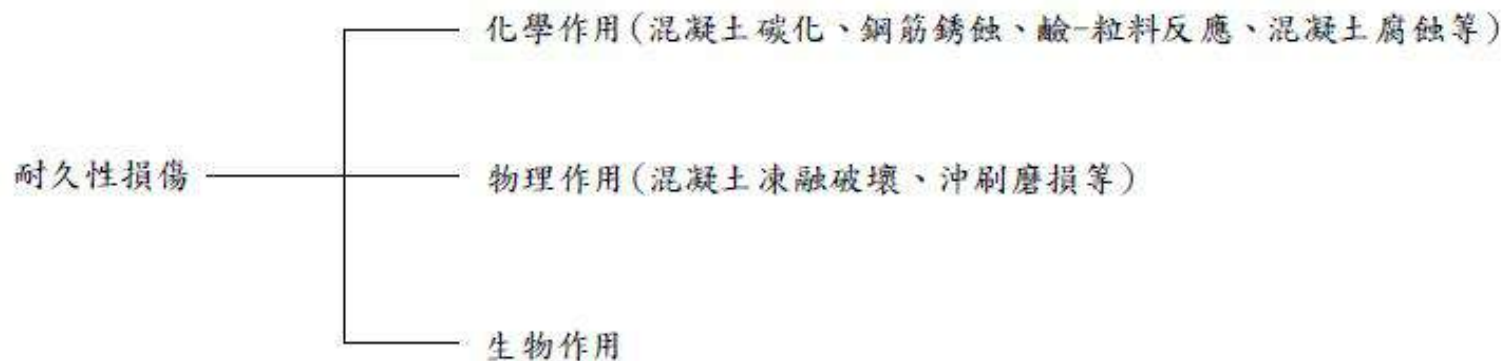 化學作用(混凝土碳化、鋼筋銹蝕、鹼-粒料反應、混凝土腐蝕等)
耐久性損傷
物理作用(混凝土凍融破壞、沖刷磨損等)
生物作用